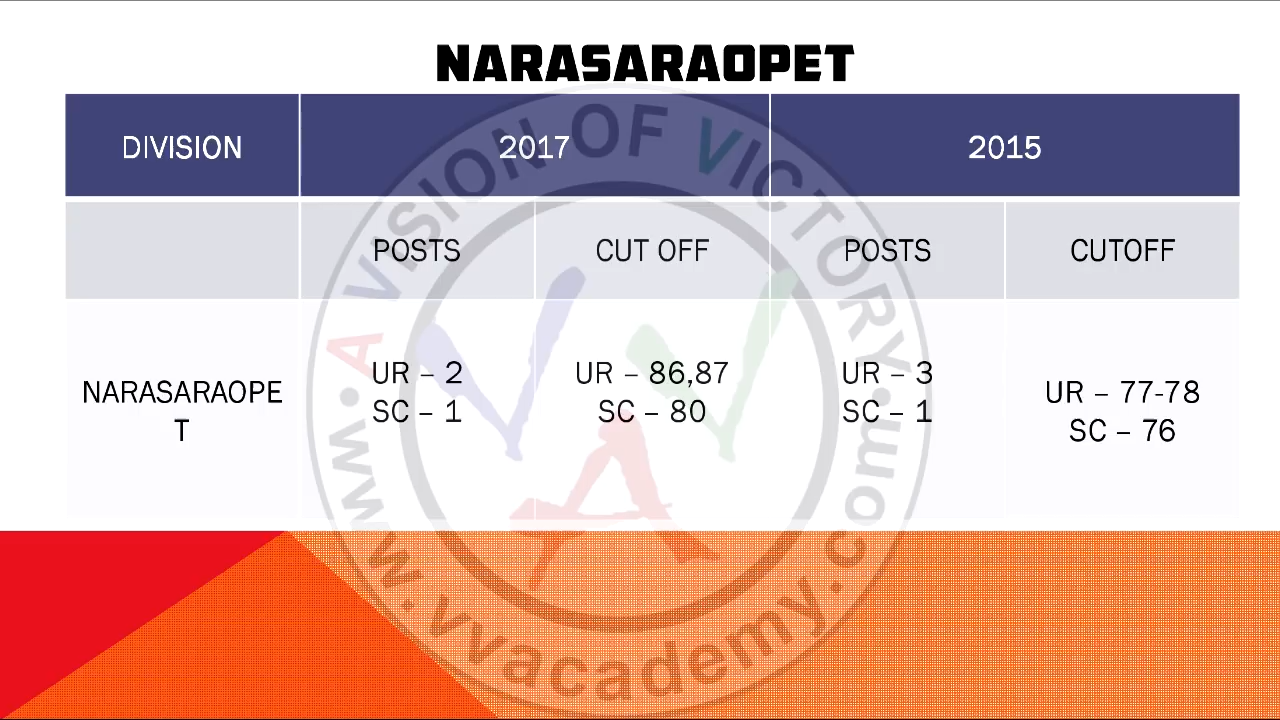 NARASARAOPET
DIVISION 2017 2015
POSTS CUT OFF POSTS CUTOFF
NARASARAOPE
T
UR – 2
SC – 1
UR – 86,87
SC – 80
UR – 3
SC – 1
UR – 77-78
SC – 76
A VISION OF VICTORY
www.vvacademy.com
VVA